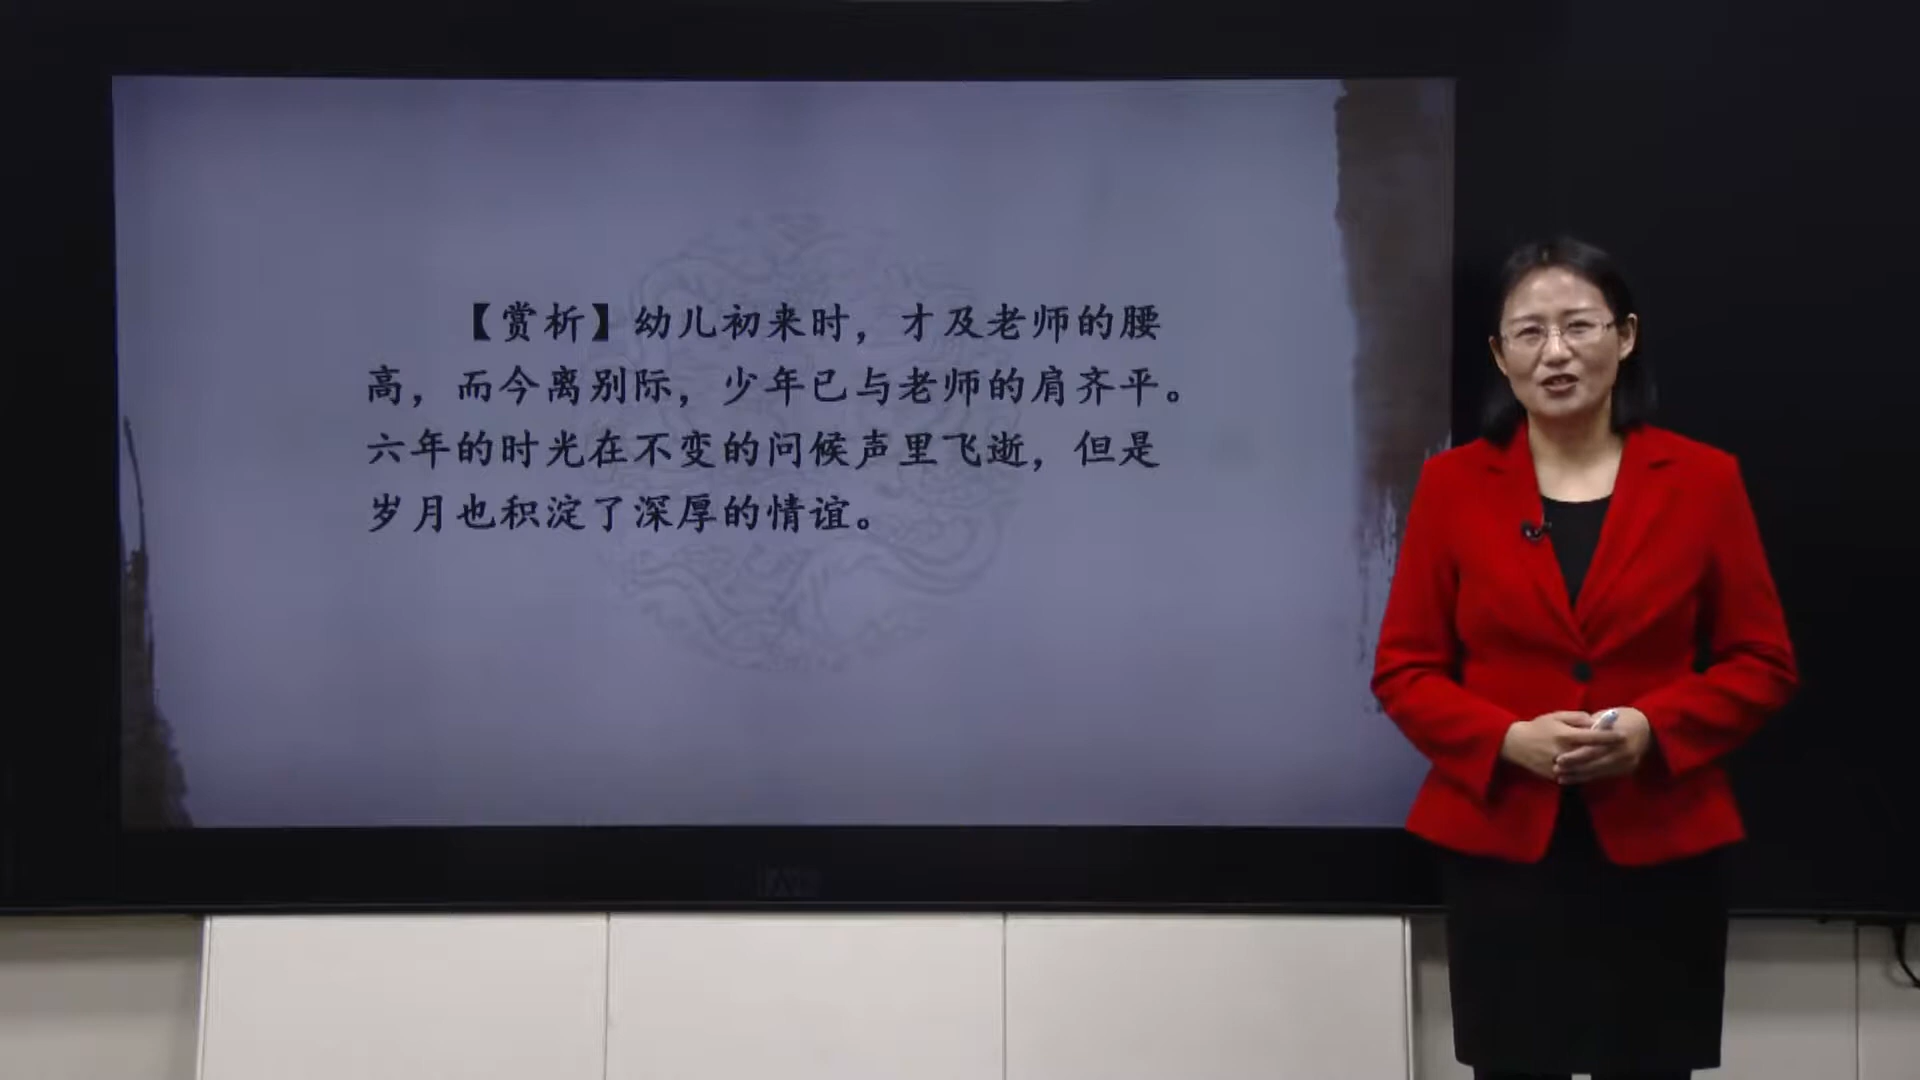 【赏析】幼儿初来时，才及老师的腰
高，而今离别际，少年已与老师的肩齐平。
六年的时光在不变的问候声里飞逝，但是
岁月也积淀了深厚的情谊。